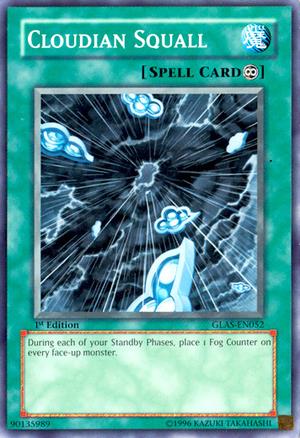 CLOUDIAN SQUALL
[SPELL CARD]
1st Edition
GLAS-EN052
During each of your Standby Phases, place 1 Fog Counter on
every face-up monster.
90135989
©1996 KAZUKI TAKAHASHI